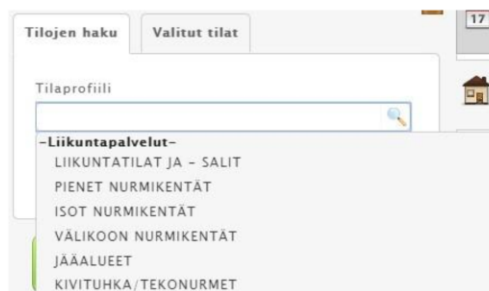 Tilojen haku
Valitut tilat
17
Tilaprofiili
-Liikuntapalvelut-
LIIKUNTATILAT JA - SALIT
PIENET NURMIKENTÄT
ISOT NURMIKENTÄT
VÄLIKOON NURMIKENTÄT
JÄÄALUEET
KIVITUHKA/TEKONURMET